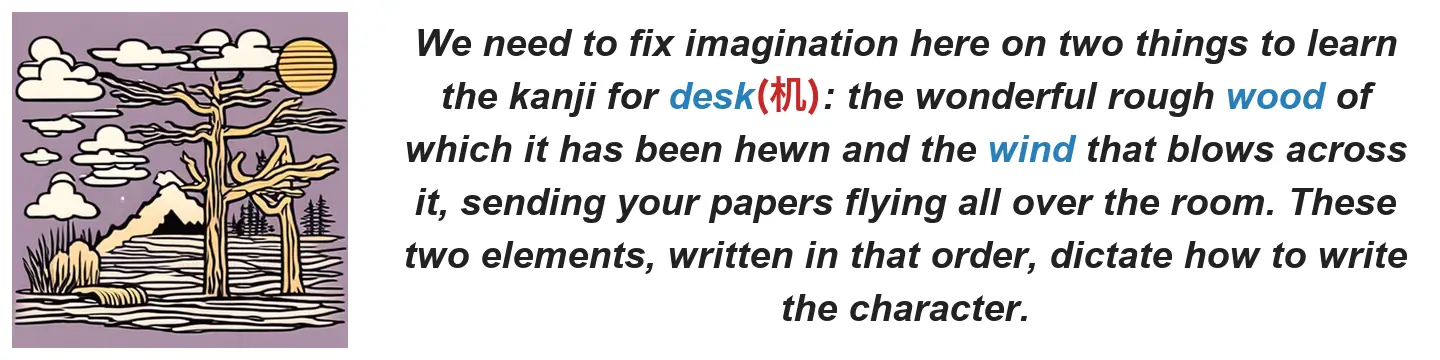 We need to fix imagination here on two things to learn
the kanji for desk(机): the wonderful rough wood of
which it has been hewn and the wind that blows across
it, sending your papers flying all over the room. These
two elements, written in that order, dictate how to write
the character.